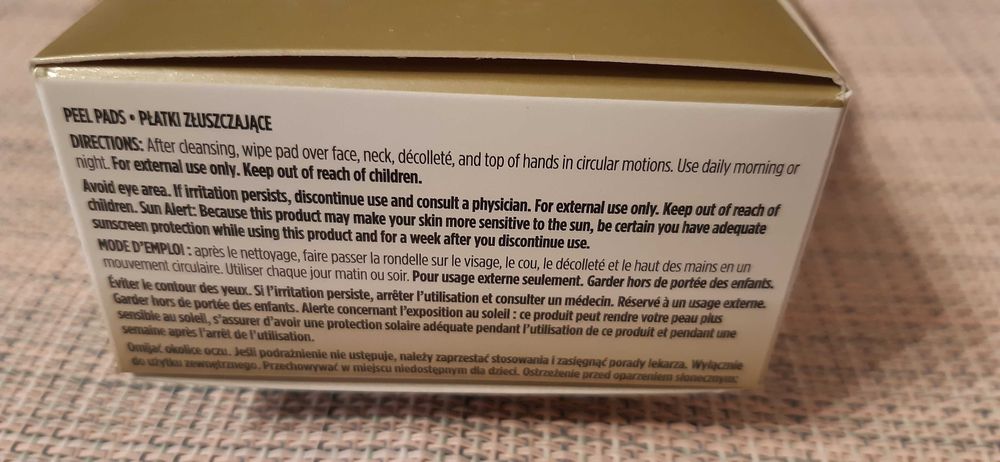 PEEL PADS • PŁATKI ZŁUSZCZAJĄCE
DIRECTIONS: After cleansing, wipe pad over face, neck, décolleté, and top of hands in circular motions. Use daily morning or
night. For external use only. Keep out of reach of children.
Avoid eye area. If irritation persists, discontinue use and consult a physician. For external use only. Keep out of reach of
children. Sun Alert: Because this product may make your skin more sensitive to the sun, be certain you have adequate
sunscreen protection while using this product and for a week after you discontinue use.
MODE D'EMPLOI : après le nettoyage, faire passer la rondelle sur le visage, le cou, le décolleté et le haut des mains en un
mouvement circulaire. Utiliser chaque jour matin ou soir. Pour usage externe seulement. Garder hors de portée des enfants.
Éviter le contour des yeux. Si l'irritation persiste, arrêter l'utilisation et consulter un médecin. Réservé à un usage externe.
Garder hors de portée des enfants. Alerte concernant l'exposition au soleil : ce produit peut rendre votre peau plus
sensible au soleil, s'assurer d'avoir une protection solaire adéquate pendant l'utilisation de ce produit et pendant une
semaine après l'arrêt de l'utilisation.
Omijać okolice oczu. Jeśli podrażnienie nie ustępuje, należy zaprzestać stosowania i zasięgnąć porady lekarza. Wyłącznie
do użytku zewnętrznego. Przechowywać w miejscu niedostępnym dla dzieci. Ostrzeżenie przed oparzeniem słonecznym: